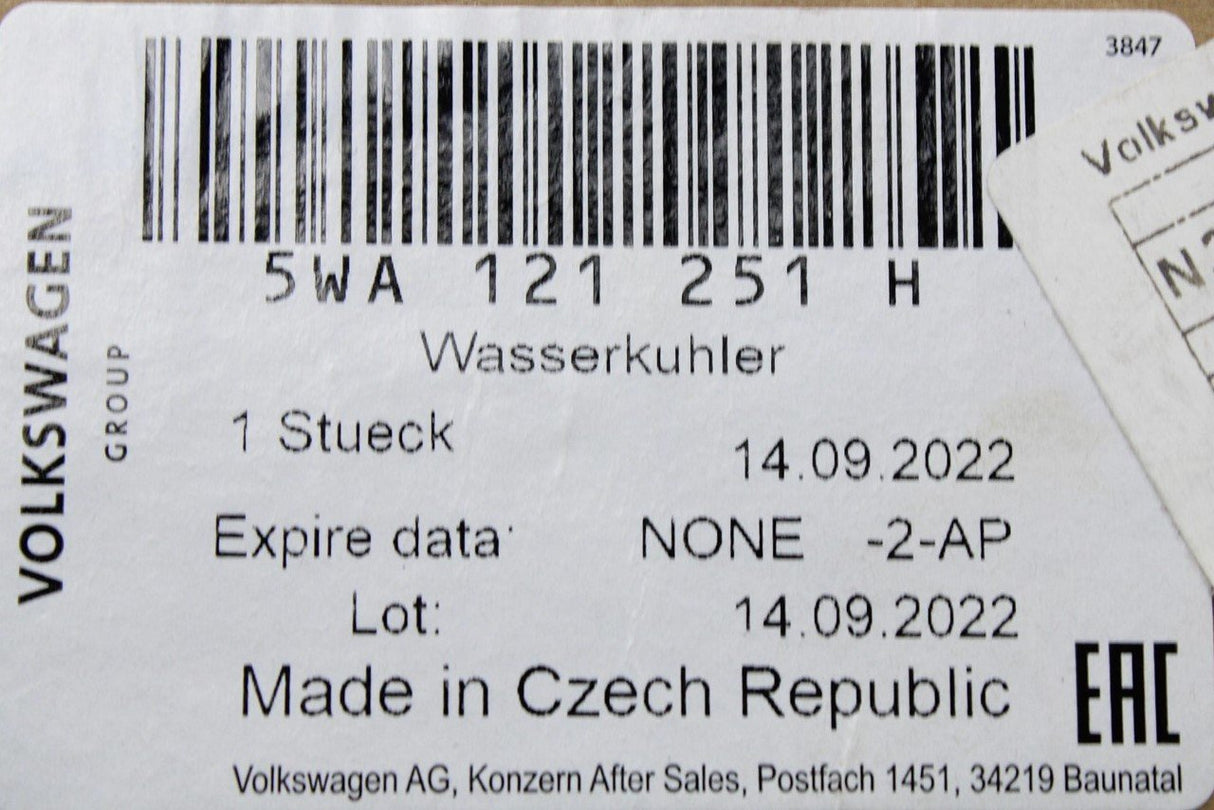 3847
VOLKSWAGEN
GROUP
5WA 121 251 H
Wasserkuhler
1 Stueck
14.09.2022
Expire data: NONE -2-AP
Lot: 14.09.2022
Made in Czech Republic
EAC
Volkswagen AG, Konzern After Sales, Postfach 1451, 34219 Baunatal
N